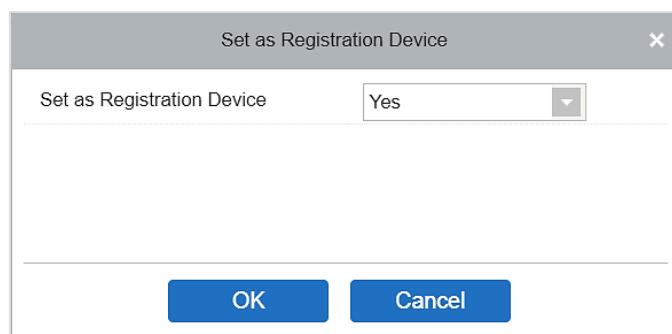 Set as Registration Device
Set as Registration Device Yes
OK Cancel